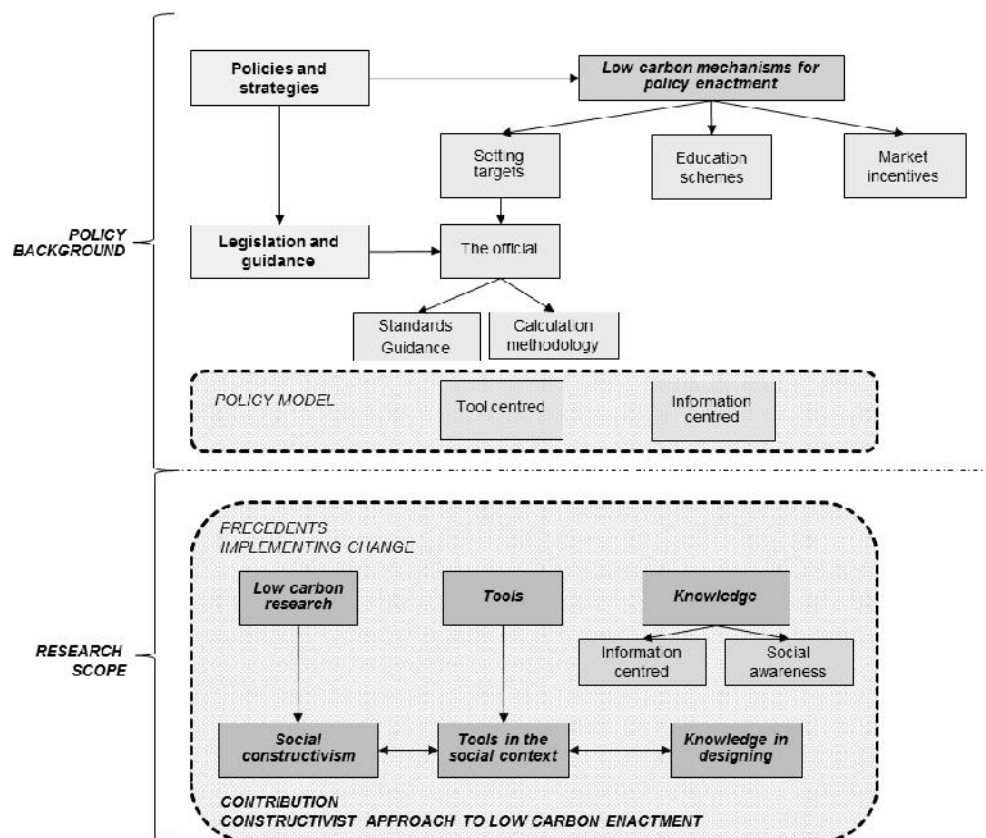 Policies and
strategies
Low carbon mechanisms for
policy enactment
Setting
targets
Education
schemes
Market
incentives
POLICY
BACKGROUND
Legislation and
guidance
The official
Standards
Guidance
Calculation
methodology
POLICY MODEL
Tool centred
Information
centred
PRECEDENTS
IMPLEMENTING CHANGE
Low carbon
research
Tools
Knowledge
RESEARCH
SCOPE
Information
centred
Social
awareness
Social
constructivism
Tools in the
social context
Knowledge in
designing
CONTRIBUTION
CONSTRUCTIVIST APPROACH TO LOW CARBON ENACTMENT